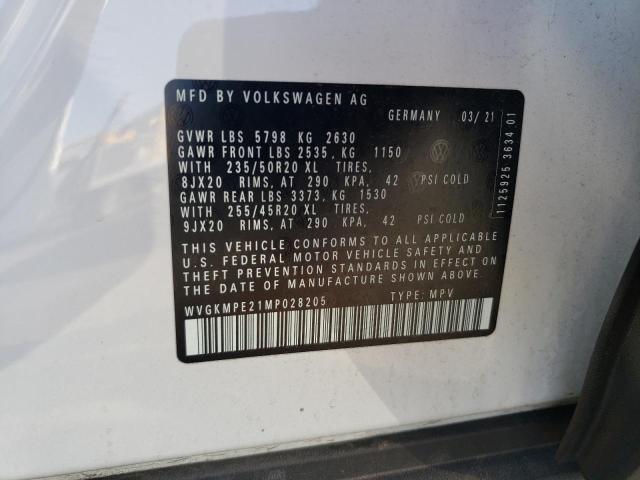 MFD BY VOLKSWAGEN AG
GERMANY 03/21
GVWR LBS 5798 KG 2630
GAWR FRONT LBS 2535, KG 1150
WITH 235/50R20 XL TIRES,
8JX20 RIMS, AT 290 KPA, 42 PSI COLD
GAWR REAR LBS 3373, KG 1530
WITH 255/45R20 XL TIRES,
9JX20 RIMS, AT 290 KPA, 42 PSI COLD
THIS VEHICLE CONFORMS TO ALL APPLICABLE
U.S. FEDERAL MOTOR VEHICLE SAFETY AND
THEFT PREVENTION STANDARDS IN EFFECT ON
THE DATE OF MANUFACTURE SHOWN ABOVE.
WVGKMPE21MP028205 TYPE: MPV
1125925 3634 01